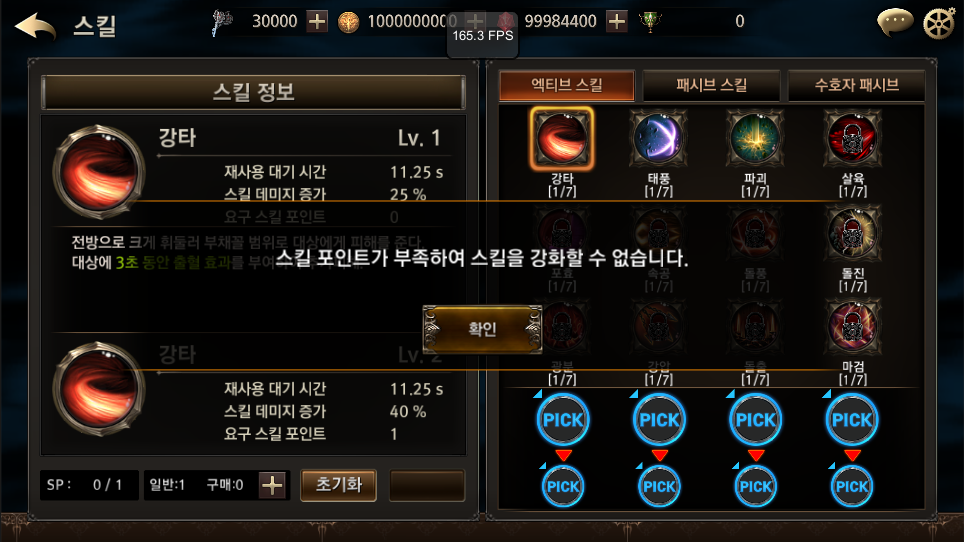 스킬
30000
1000000000
99984400
0
165.3 FPS
스킬 정보
강타
Lv. 1
재사용 대기 시간 11.25 s
스킬 데미지 증가 25 %
요구 스킬 포인트 0
전방으로 크게 휘둘러 부채꼴 범위로 대상에게 피해를 준다.
대상에 3초 동안 출혈 효과를 부여
스킬 포인트가 부족하여 스킬을 강화할 수 없습니다.
확인
강타
Lv. 2
재사용 대기 시간 11.25 s
스킬 데미지 증가 40 %
요구 스킬 포인트 1
SP : 0 / 1
일반:1 구매:0
초기화
엑티브 스킬
패시브 스킬
수호자 패시브
강타 태풍 파괴 살육
[1/7] [1/7] [1/7] [1/7]
포효 속공 돌풍 돌진
[1/7] [1/7] [1/7] [1/7]
광분 강압 돌출 마검
[1/7] [1/7] [1/7] [1/7]
PICK PICK PICK PICK
PICK PICK PICK PICK